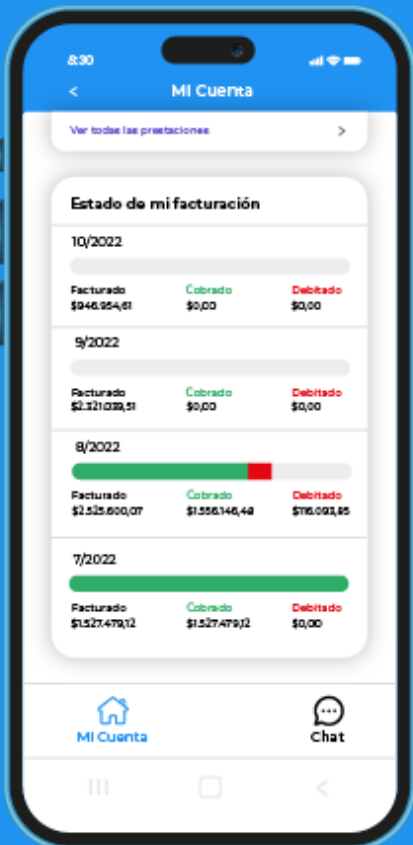 8:30
Mi Cuenta
Ver todas las prestaciones
Estado de mi facturación
10/2022
Facturado Cobrado Debitado
$946.954,61 $0,00 $0,00
9/2022
Facturado Cobrado Debitado
$2.321.039,51 $0,00 $0,00
8/2022
Facturado Cobrado Debitado
$2.525.600,07 $1.556.146,48 $116.093,85
7/2022
Facturado Cobrado Debitado
$1.527.479,12 $1.527.479,12 $0,00
Mi Cuenta Chat